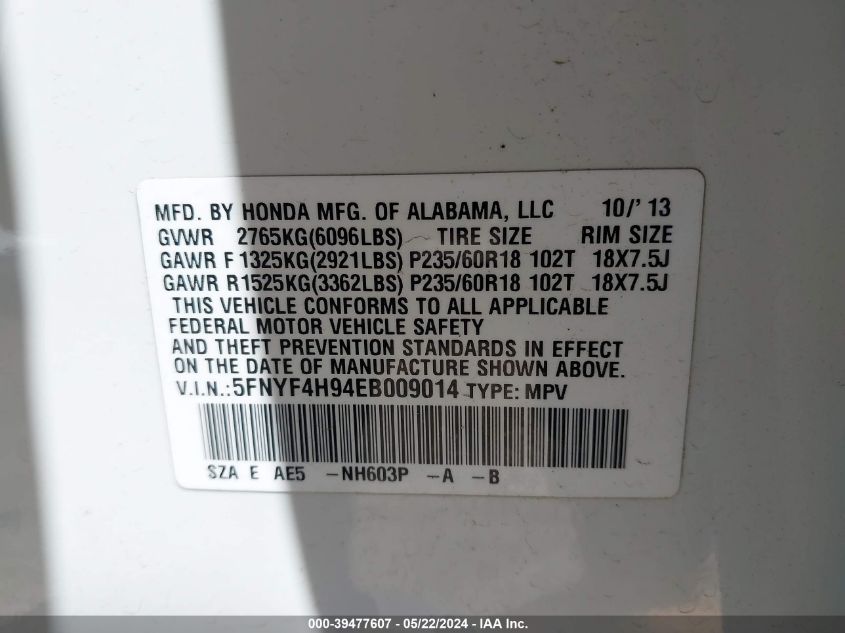 MFD. BY HONDA MFG. OF ALABAMA, LLC 10/' 13
GVWR 2765KG(6096LBS) TIRE SIZE RIM SIZE
GAWR F 1325KG(2921LBS) P235/60R18 102T 18X7.5J
GAWR R1525KG(3362LBS) P235/60R18 102T 18X7.5J
THIS VEHICLE CONFORMS TO ALL APPLICABLE
FEDERAL MOTOR VEHICLE SAFETY
AND THEFT PREVENTION STANDARDS IN EFFECT
ON THE DATE OF MANUFACTURE SHOWN ABOVE.
V.I.N.:5FNYF4H94EB009014 TYPE: MPV
SZA E AE5 -NH603P -A -B
000-39477607 - 05/22/2024 - IAA Inc.